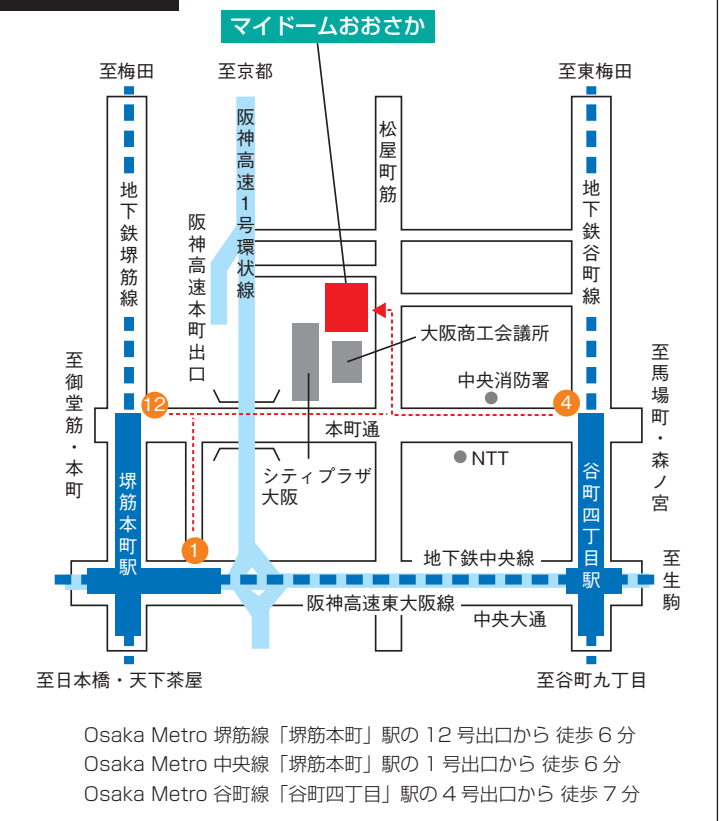 マイドームおおさか
至梅田
至京都
至東梅田
地下鉄堺筋線
阪神高速1号環状線
松屋町筋
地下鉄谷町線
阪神高速本町出口
大阪商工会議所
至御堂筋・本町
中央消防署
至馬場町・森ノ宮
12
4
本町通
NTT
シティプラザ
大阪
堺筋本町駅
谷町四丁目駅
1
地下鉄中央線
至生駒
阪神高速東大阪線
中央大通
至日本橋・天下茶屋
至谷町九丁目
Osaka Metro 堺筋線「堺筋本町」駅の 12 号出口から 徒歩 6 分
Osaka Metro 中央線「堺筋本町」駅の 1 号出口から 徒歩 6 分
Osaka Metro 谷町線「谷町四丁目」駅の 4 号出口から 徒歩 7 分